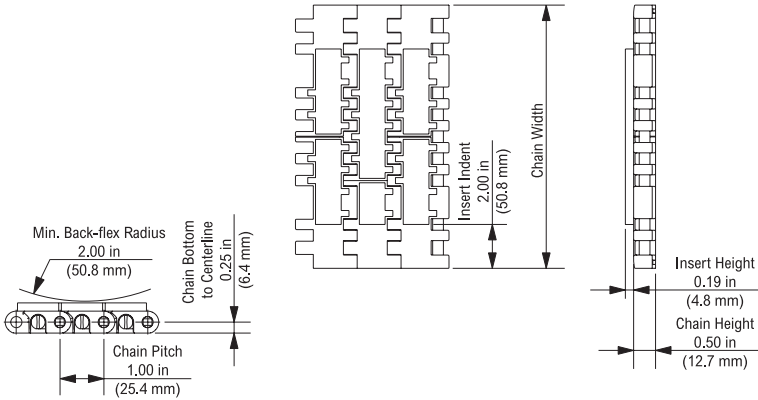 Min. Back-flex Radius
2.00 in
(50.8 mm)
Chain Bottom
to Centerline
0.25 in
(6.4 mm)
Chain Pitch
1.00 in
(25.4 mm)
Insert Indent
2.00 in
(50.8 mm)
Chain Width
Insert Height
0.19 in
(4.8 mm)
Chain Height
0.50 in
(12.7 mm)